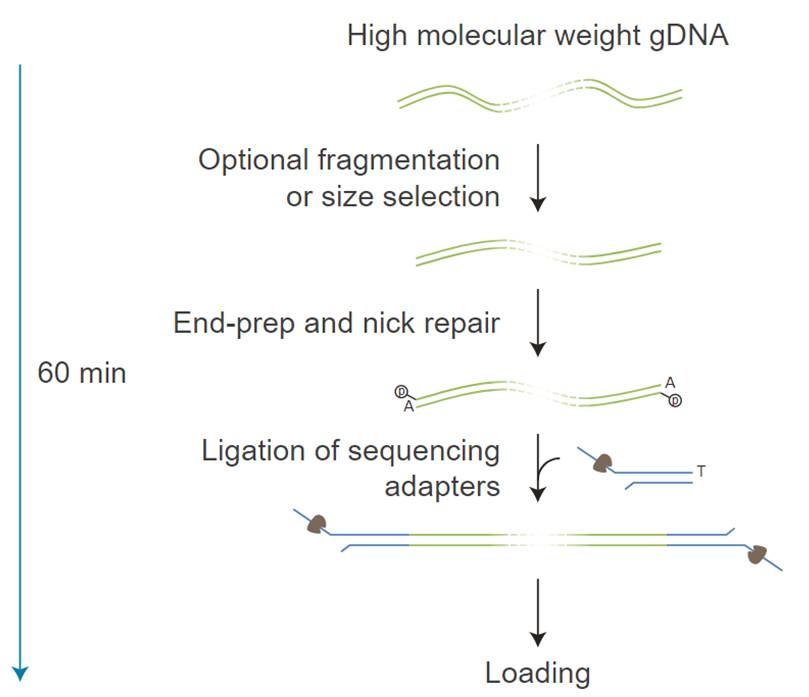 High molecular weight gDNA
Optional fragmentation
or size selection
End-prep and nick repair
60 min
p
A
A
p
Ligation of sequencing
adapters
T
Loading